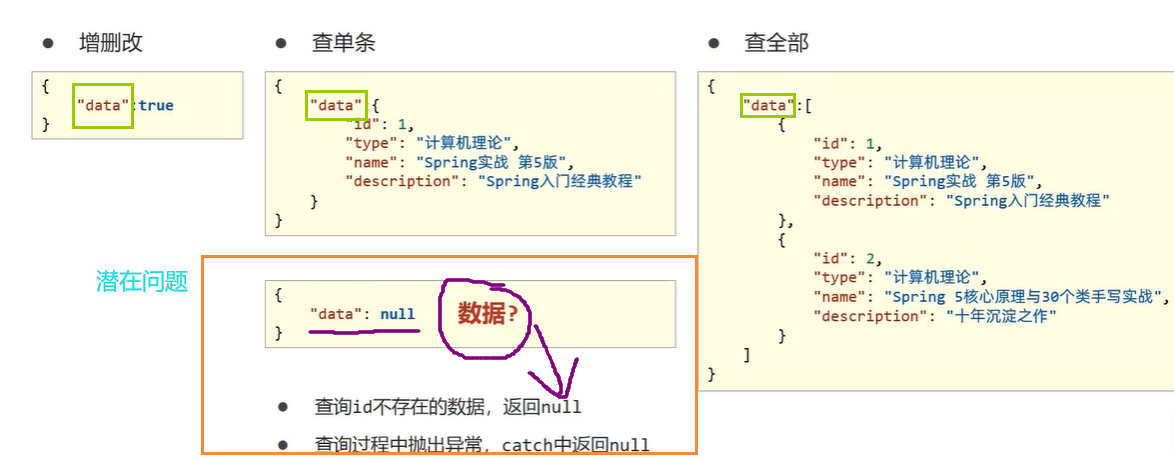 ● 增删改
{
"data":true
}
● 查单条
{
"data":{
"id": 1,
"type": "计算机理论",
"name": "Spring实战 第5版",
"description": "Spring入门经典教程"
}
}
潜在问题
{
"data": null
}
数据?
● 查询id不存在的数据，返回null
● 查询过程中抛出异常，catch中返回null
● 查全部
{
"data":[
{
"id": 1,
"type": "计算机理论",
"name": "Spring实战 第5版",
"description": "Spring入门经典教程"
},
{
"id": 2,
"type": "计算机理论",
"name": "Spring 5核心原理与30个类手写实战",
"description": "十年沉淀之作"
}
]
}